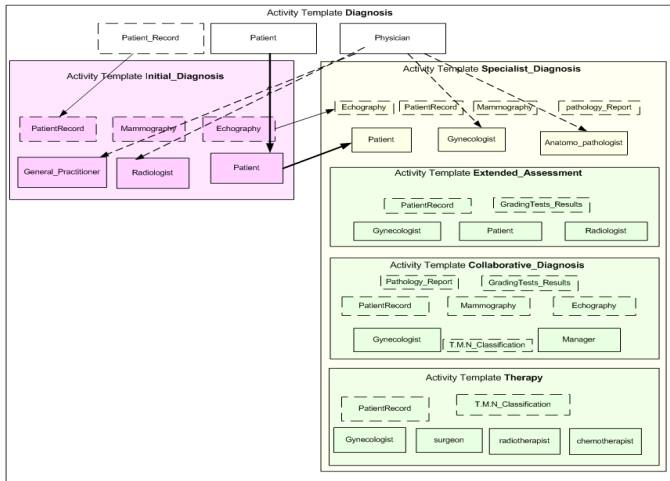 Activity Template Diagnosis
Patient_Record
Patient
Physician
Activity Template Initial_Diagnosis
PatientRecord
Mammography
Echography
General_Practitioner
Radiologist
Patient
Activity Template Specialist_Diagnosis
Echography
PatientRecord
Mammography
pathology_Report
Patient
Gynecologist
Anatomo_pathologist
Activity Template Extended_Assessment
PatientRecord
GradingTests_Results
Gynecologist
Patient
Radiologist
Activity Template Collaborative_Diagnosis
Pathology_Report
GradingTests_Results
PatientRecord
Mammography
Echography
Gynecologist
T.M.N_Classification
Manager
Activity Template Therapy
PatientRecord
T.M.N_Classification
Gynecologist
surgeon
radiotherapist
chemotherapist